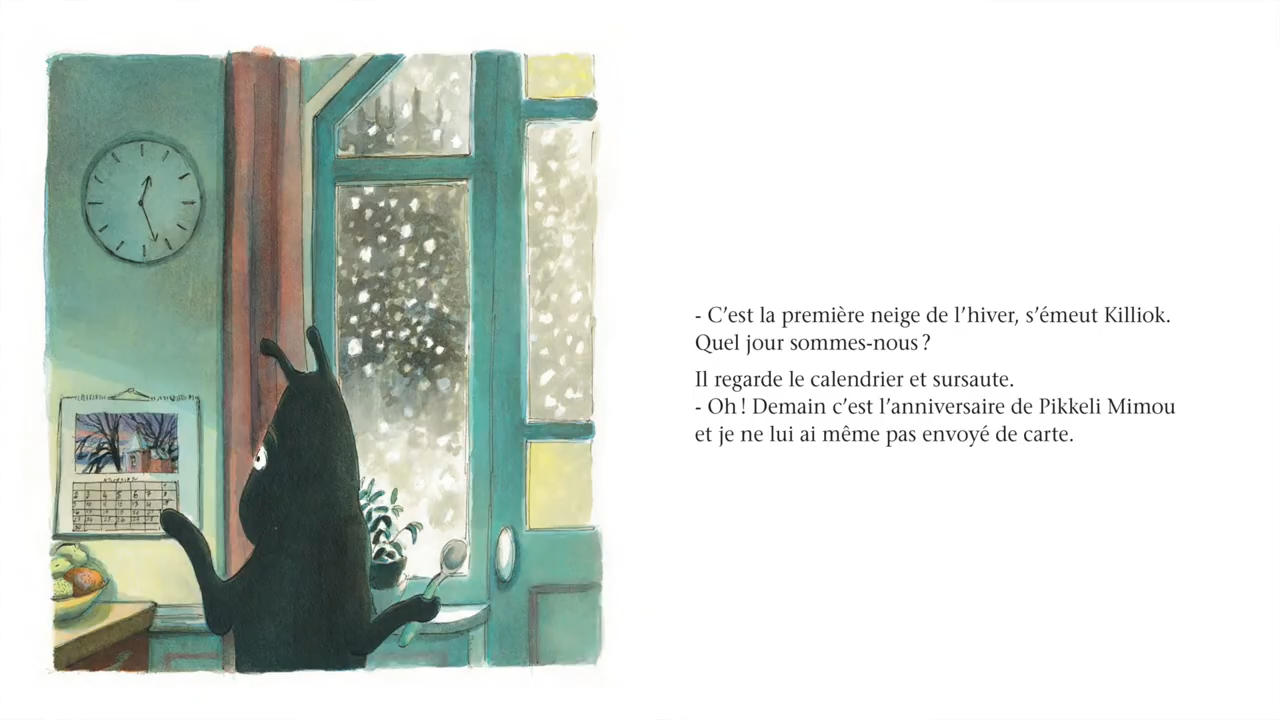 - C’est la première neige de l’hiver, s’émeut Killiok.
Quel jour sommes-nous ?
Il regarde le calendrier et sursaute.
- Oh ! Demain c’est l’anniversaire de Pikkeli Mimou
et je ne lui ai même pas envoyé de carte.